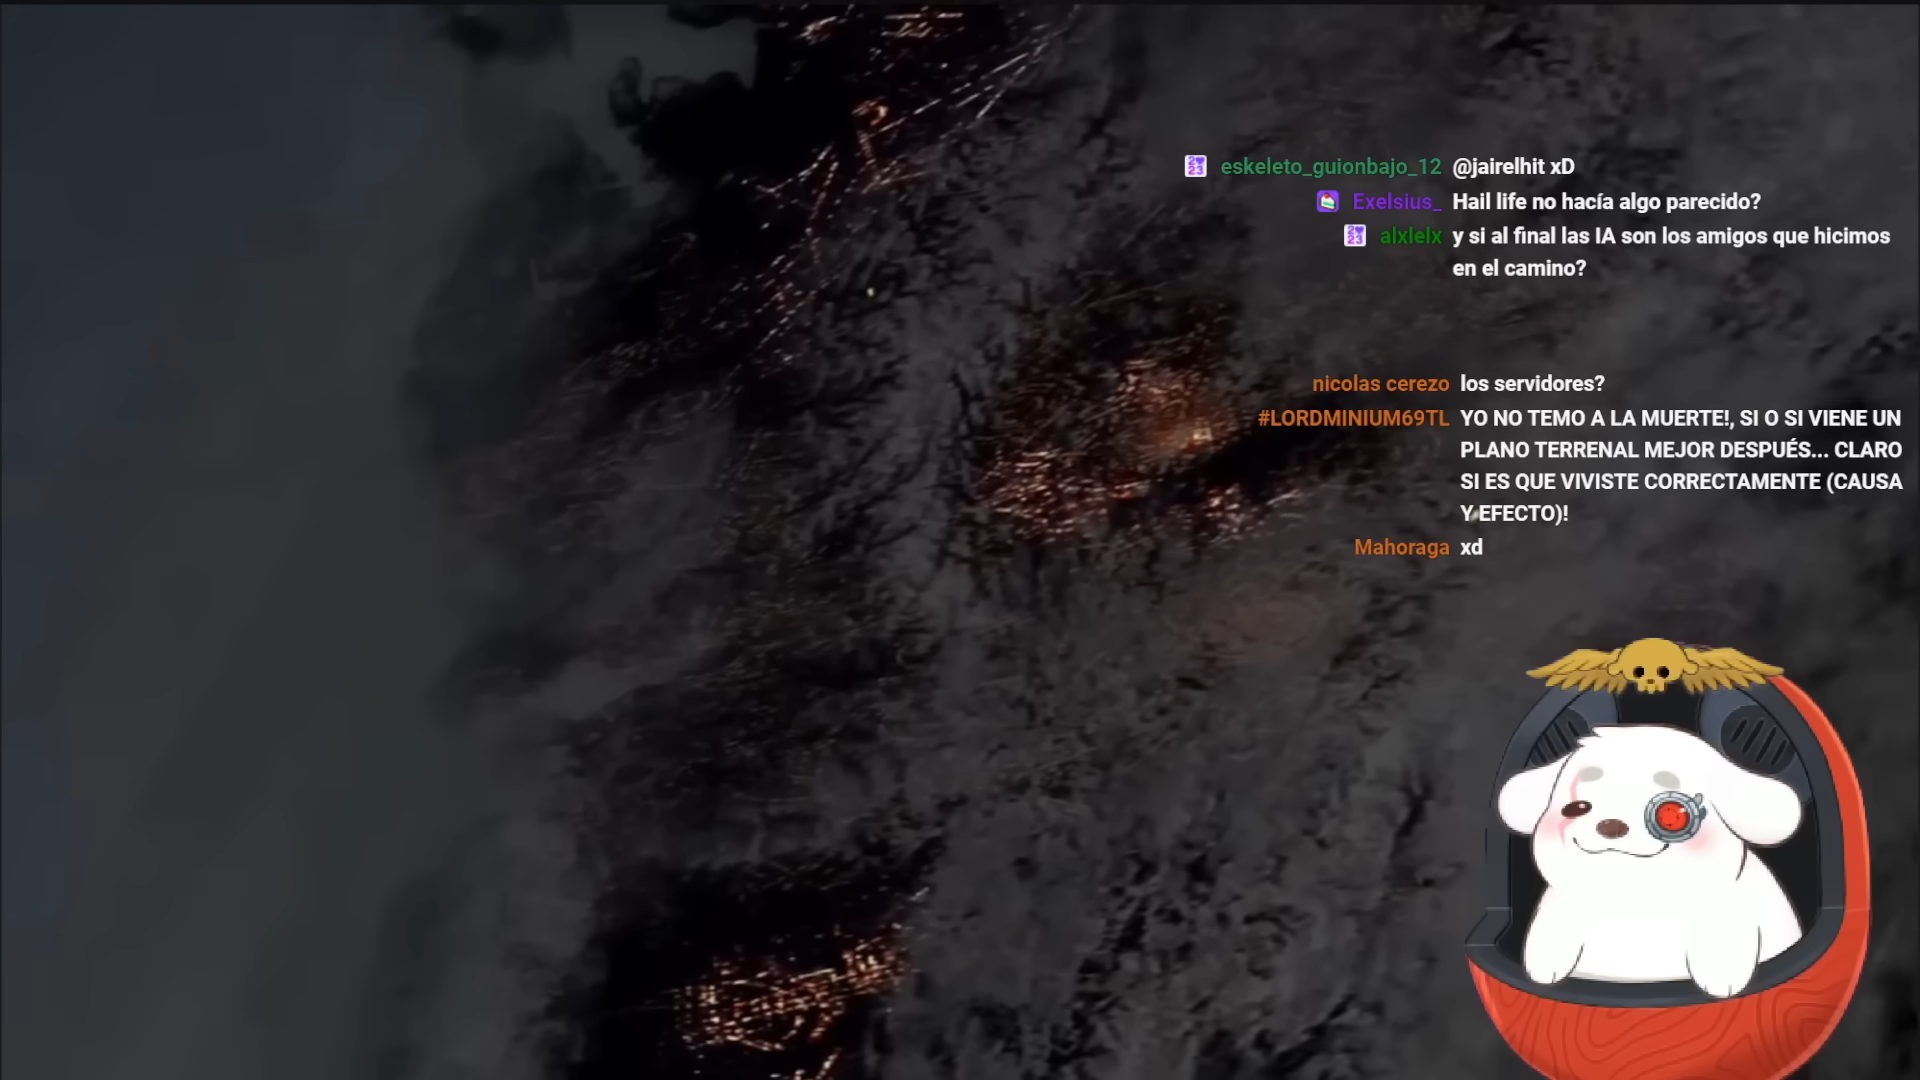 eskeleto_guionbajo_12 @jairelhit xD
Exelsius_ Hail life no hacía algo parecido?
alxlelx y si al final las IA son los amigos que hicimos
en el camino?
nicolas cerezo los servidores?
#LORDMINIUM69TL YO NO TEMO A LA MUERTE!, SI O SI VIENE UN
PLANO TERRENAL MEJOR DESPUÉS... CLARO
SI ES QUE VIVISTE CORRECTAMENTE (CAUSA
Y EFECTO)!
Mahoraga xd